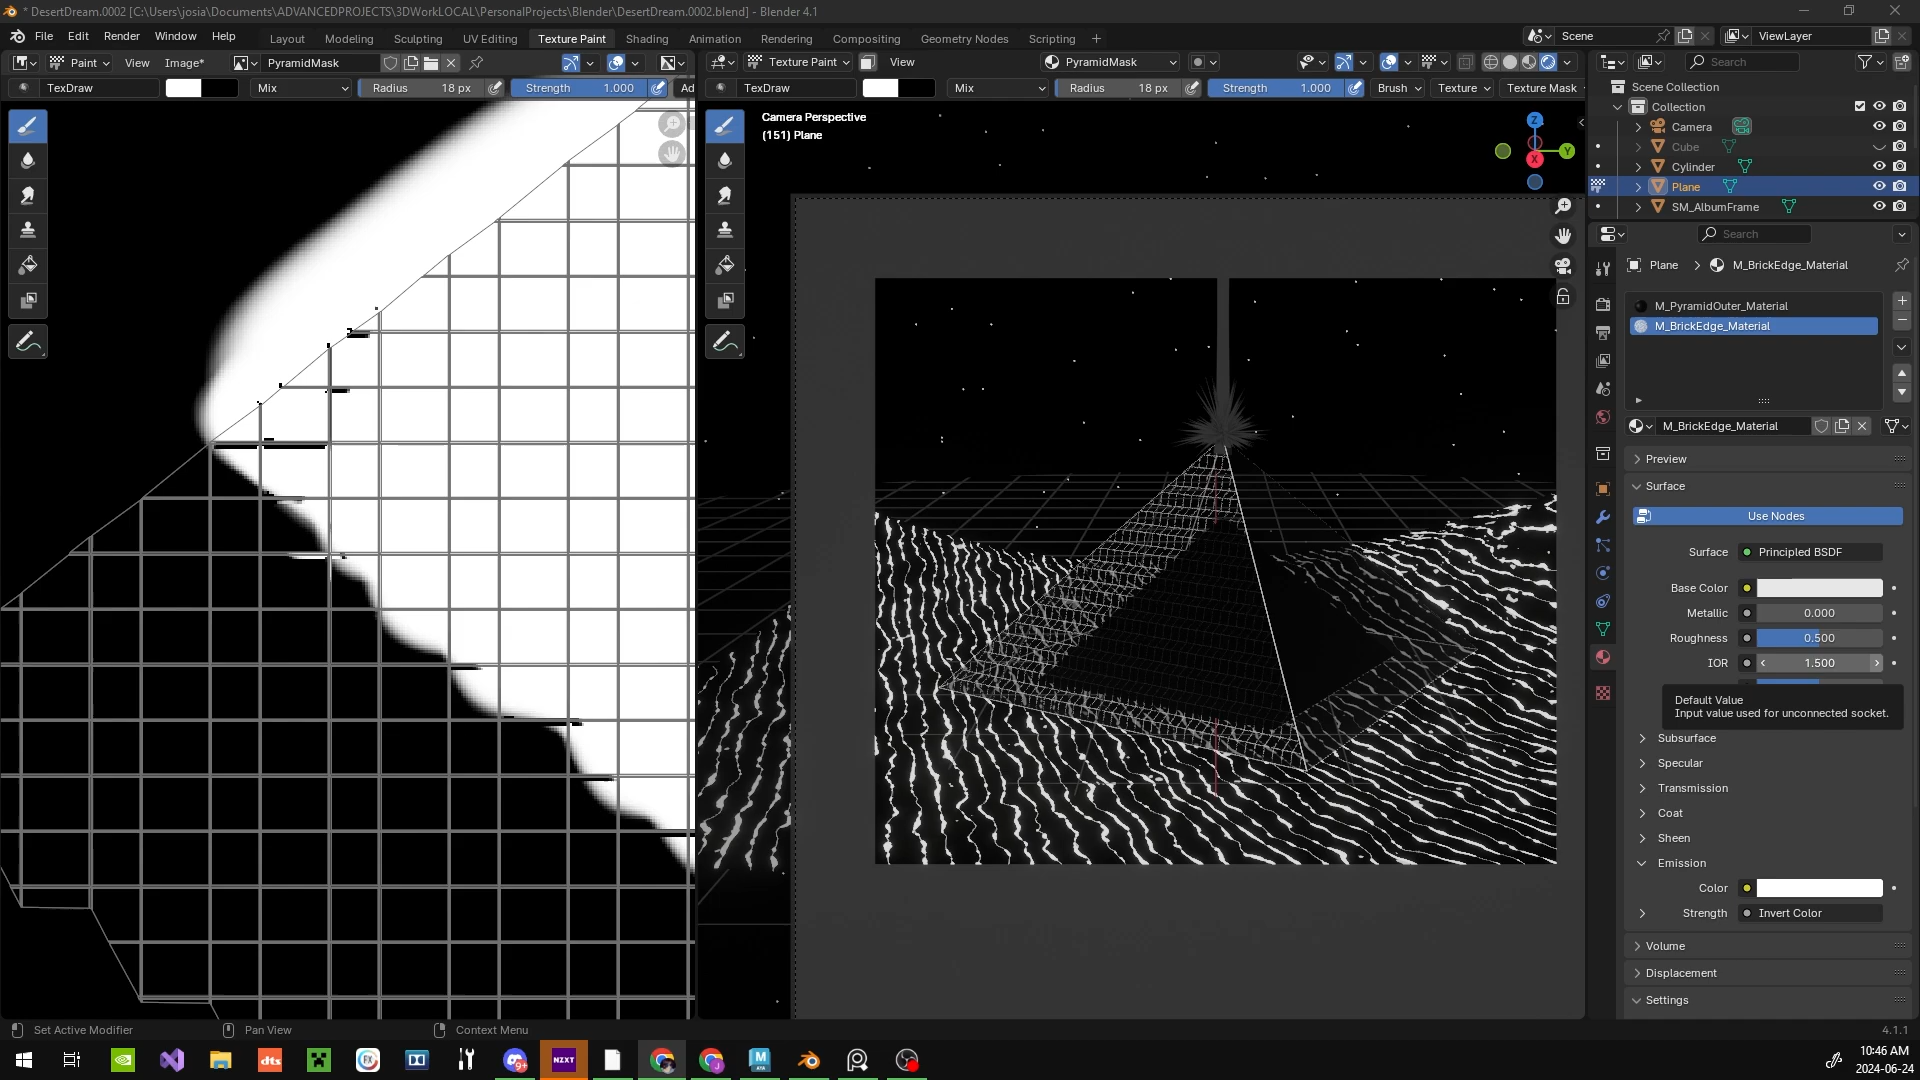 * DesertDream.0002 [C:\Users\josia\Documents\ADVANCEDPROJECTS\3DWorkLOCAL\PersonalProjects\Blender\DesertDream.0002.blend] - Blender 4.1
File Edit Render Window Help Layout Modeling Sculpting UV Editing Texture Paint Shading Animation Rendering Compositing Geometry Nodes Scripting + Scene ViewLayer
Paint View Image* PyramidMask Texture Paint View PyramidMask Search
TexDraw Mix Radius 18 px Strength 1.000 Ad TexDraw Mix Radius 18 px Strength 1.000 Brush Texture Texture Mask
Scene Collection
Collection
Camera
Cube
Cylinder
Plane
SM_AlbumFrame
Camera Perspective
(151) Plane
Z
Y
X
Search
Plane > M_BrickEdge_Material
M_PyramidOuter_Material
M_BrickEdge_Material
M_BrickEdge_Material
Preview
Surface
Use Nodes
Surface Principled BSDF
Base Color
Metallic 0.000
Roughness 0.500
IOR 1.500
Default Value
Input value used for unconnected socket.
Subsurface
Specular
Transmission
Coat
Sheen
Emission
Color
Strength Invert Color
Volume
Displacement
Settings
Set Active Modifier Pan View Context Menu 4.1.1
dts
FX
9+
NZXT
J
M
10:46 AM
2024-06-24